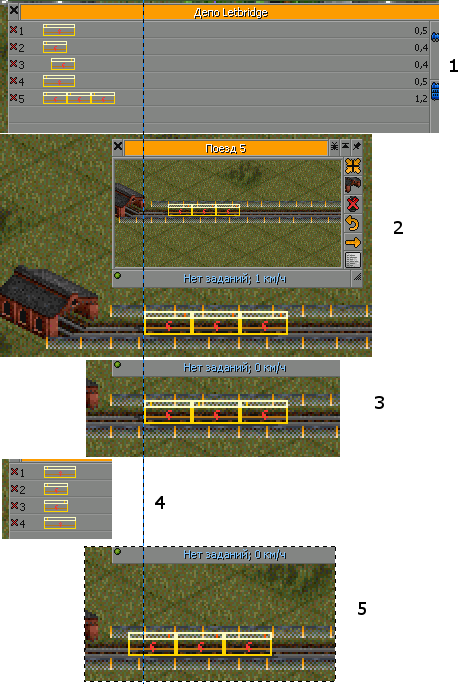 Депо Letbridge
1 0,5
2 0,4
3 0,4
4 0,5
5 1,2
1
Поезд 5
2
Нет заданий; 1 км/ч
Нет заданий; 0 км/ч
3
1
2
3
4
4
Нет заданий; 0 км/ч
5